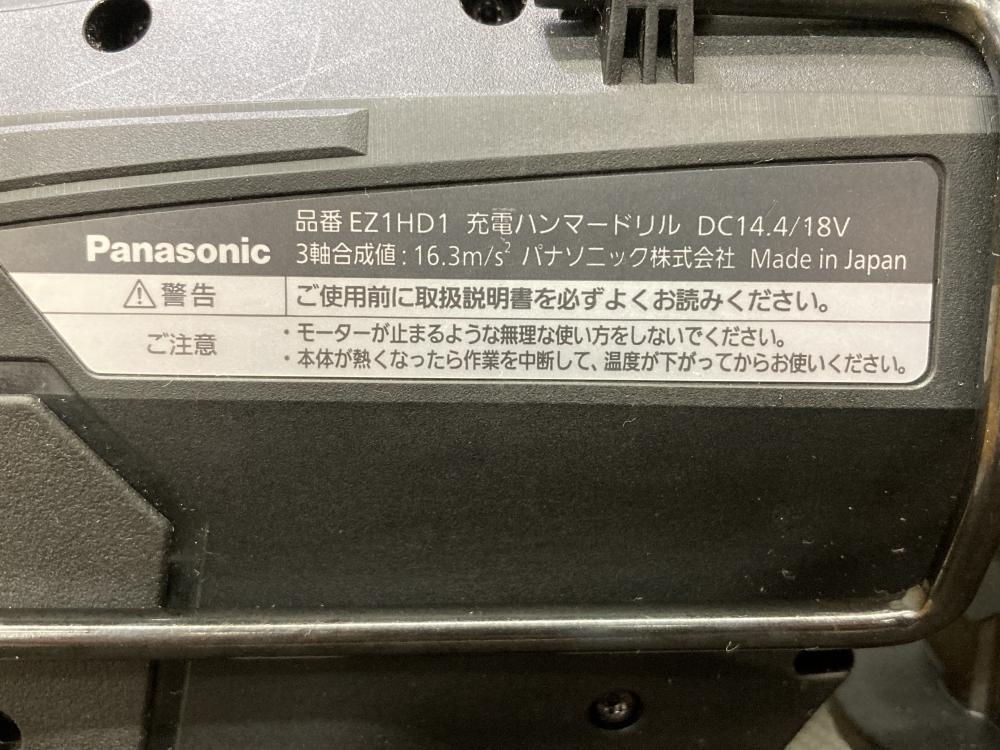 Panasonic
品番 EZ1HD1 充電ハンマードリル DC14.4/18V
3軸合成値 : 16.3m/s² パナソニック株式会社 Made in Japan
⚠警告 ご使用前に取扱説明書を必ずよくお読みください。
ご注意
・モーターが止まるような無理な使い方をしないでください。
・本体が熱くなったら作業を中断して、温度が下がってからお使いください。